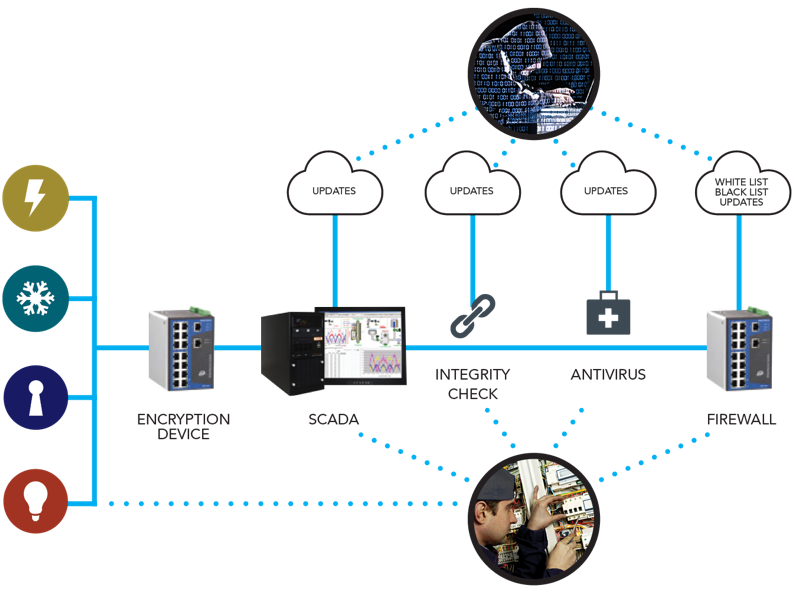 UPDATES
UPDATES
UPDATES
WHITE LIST
BLACK LIST
UPDATES
ENCRYPTION
DEVICE
SCADA
INTEGRITY
CHECK
ANTIVIRUS
FIREWALL